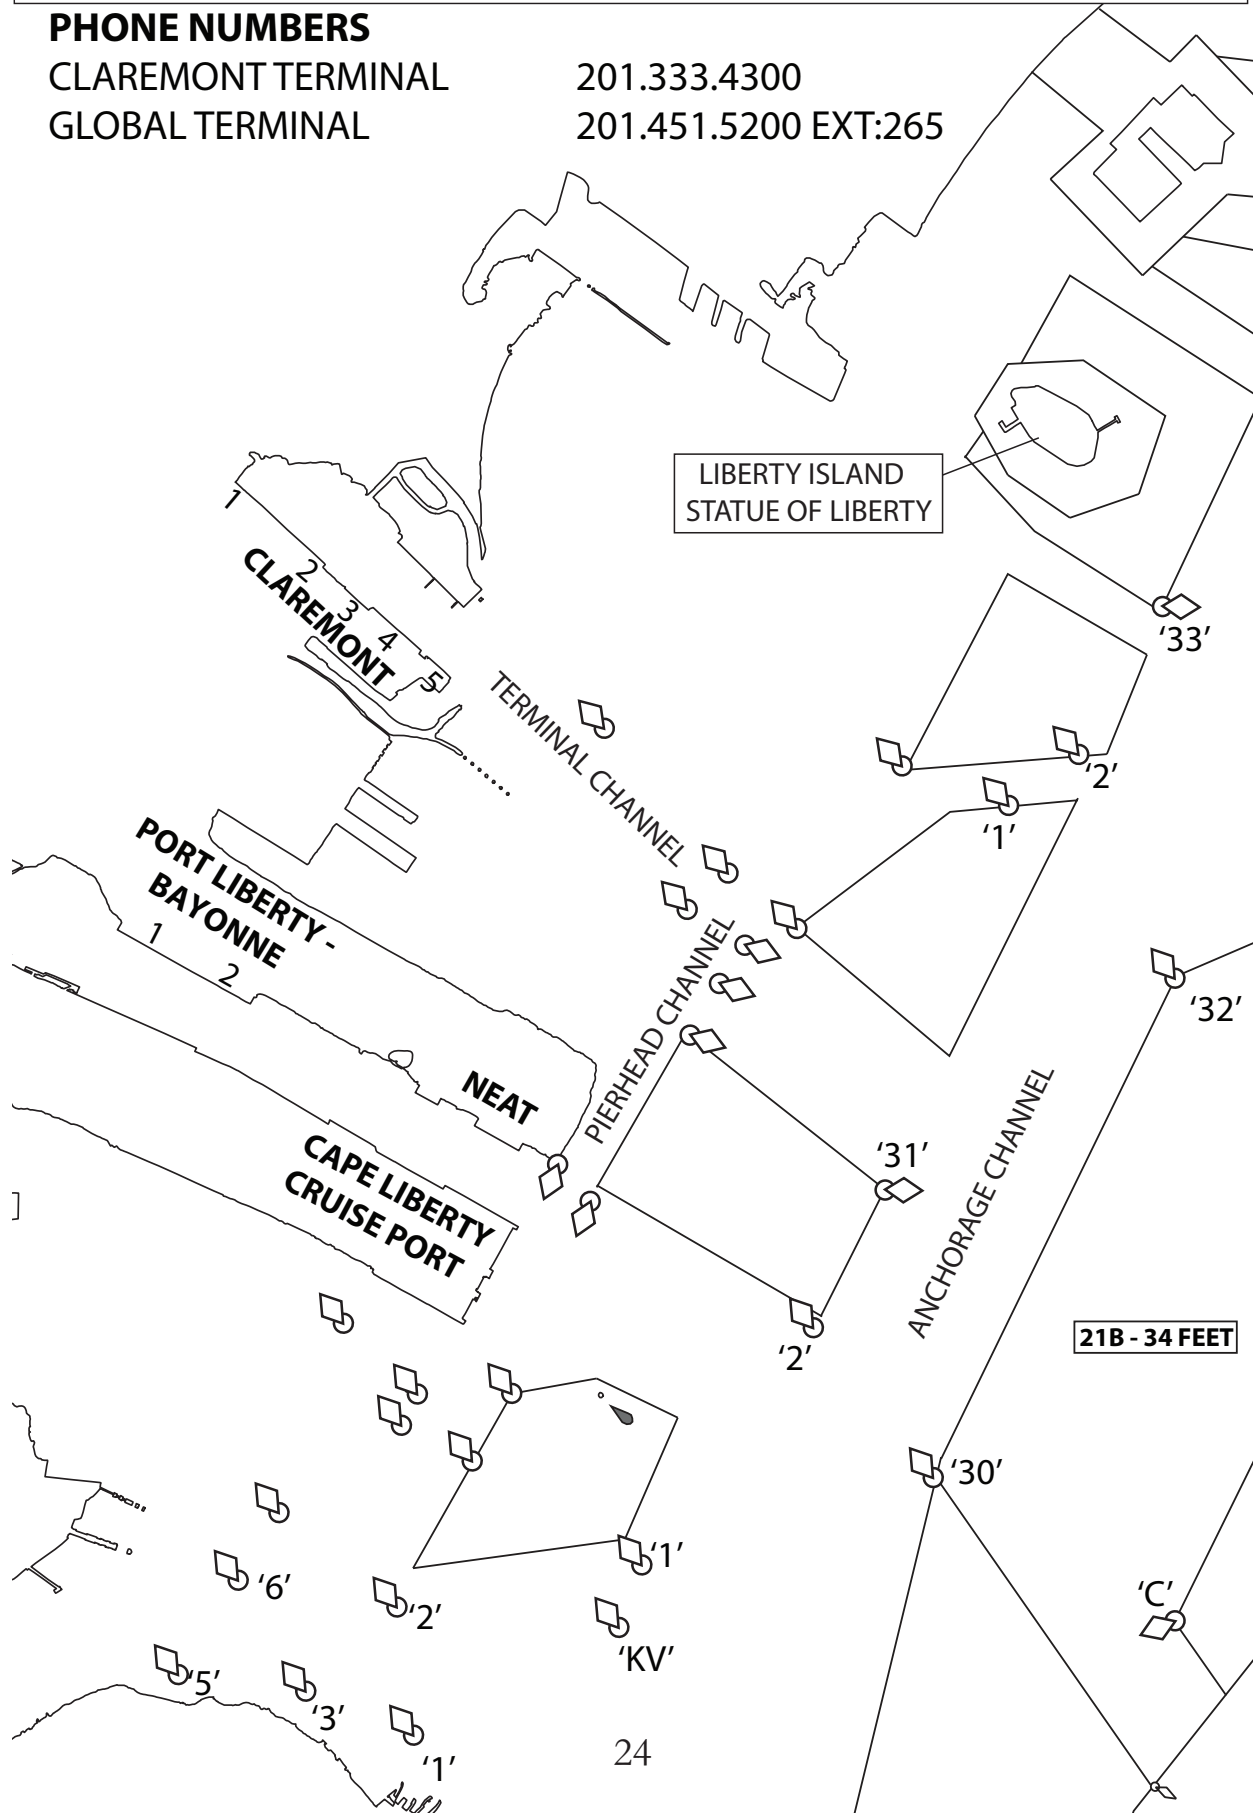 PHONE NUMBERS
CLAREMONT TERMINAL 201.333.4300
GLOBAL TERMINAL 201.451.5200 EXT:265
LIBERTY ISLAND
STATUE OF LIBERTY
1
2
3
4
5
CLAREMONT
'33'
TERMINAL CHANNEL
'2'
'1'
PORT LIBERTY -
BAYONNE
1
2
'32'
PIERHEAD CHANNEL
NEAT
ANCHORAGE CHANNEL
'31'
CAPE LIBERTY
CRUISE PORT
'2'
21B - 34 FEET
'30'
'1'
'6'
'2'
'C'
'KV'
'5'
'3'
'1'
24